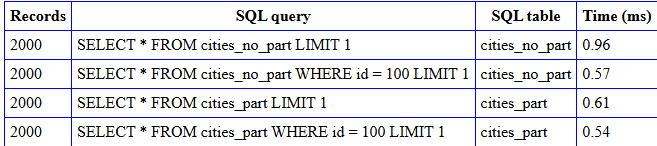 Records SQL query SQL table Time (ms)
2000 SELECT * FROM cities_no_part LIMIT 1 cities_no_part 0.96
2000 SELECT * FROM cities_no_part WHERE id = 100 LIMIT 1 cities_no_part 0.57
2000 SELECT * FROM cities_part LIMIT 1 cities_part 0.61
2000 SELECT * FROM cities_part WHERE id = 100 LIMIT 1 cities_part 0.54